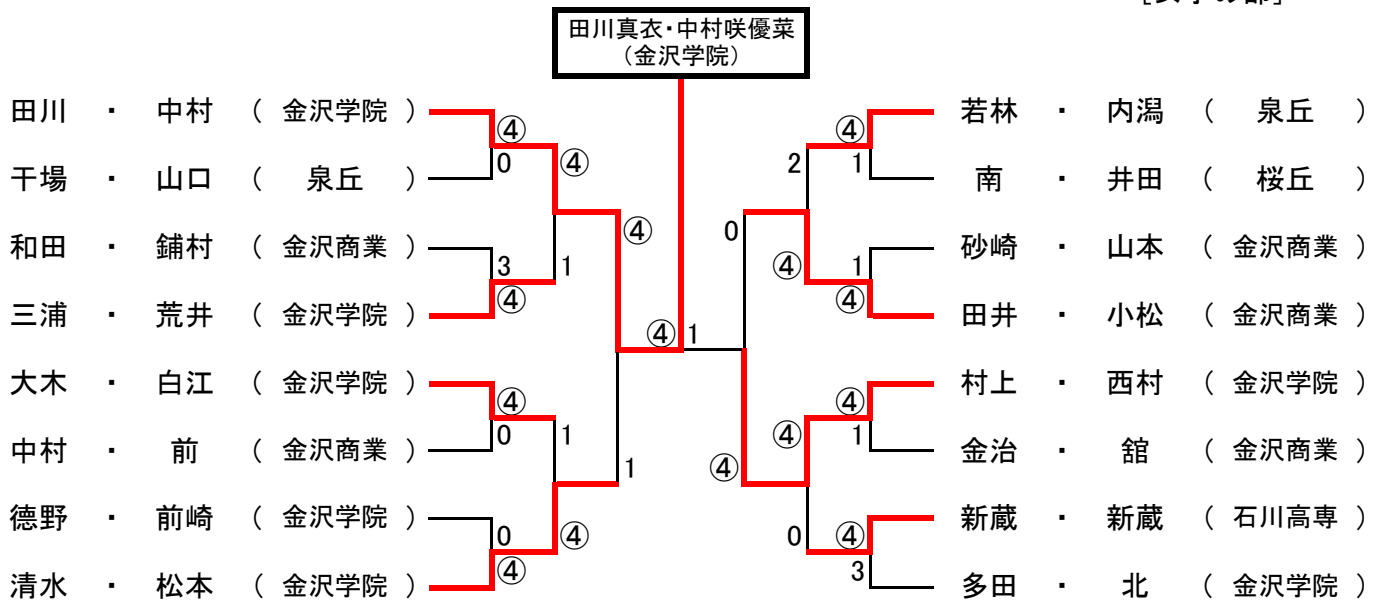 [女子の部]
田川真衣・中村咲優菜
(金沢学院)
田川 ・ 中村 ( 金沢学院 )
④
0
干場 ・ 山口 ( 泉丘 )
④
和田 ・ 鋪村 ( 金沢商業 )
3
④
1
三浦 ・ 荒井 ( 金沢学院 )
④
大木 ・ 白江 ( 金沢学院 )
④
0
中村 ・ 前 ( 金沢商業 )
1
德野 ・ 前崎 ( 金沢学院 )
0
④
④
清水 ・ 松本 ( 金沢学院 )
1
④ 1
若林 ・ 内潟 ( 泉丘 )
④
1
南 ・ 井田 ( 桜丘 )
2
砂崎 ・ 山本 ( 金沢商業 )
1
④
④
田井 ・ 小松 ( 金沢商業 )
0
村上 ・ 西村 ( 金沢学院 )
④
1
金治 ・ 舘 ( 金沢商業 )
④
新蔵 ・ 新蔵 ( 石川高専 )
④
3
0
多田 ・ 北 ( 金沢学院 )
④